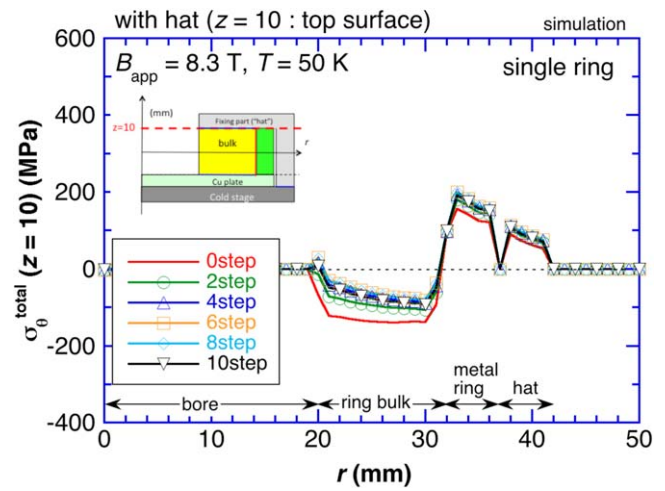 with hat (z = 10 : top surface)
simulation
B_app = 8.3 T, T = 50 K
single ring
(mm)
z=10
Fixing part ("hat")
r
bulk
Cu plate
Cold stage
600
400
200
0
-200
-400
σ_θ^total (z = 10) (MPa)
0step
2step
4step
6step
8step
10step
bore
ring bulk
metal
ring
hat
0 10 20 30 40 50
r (mm)